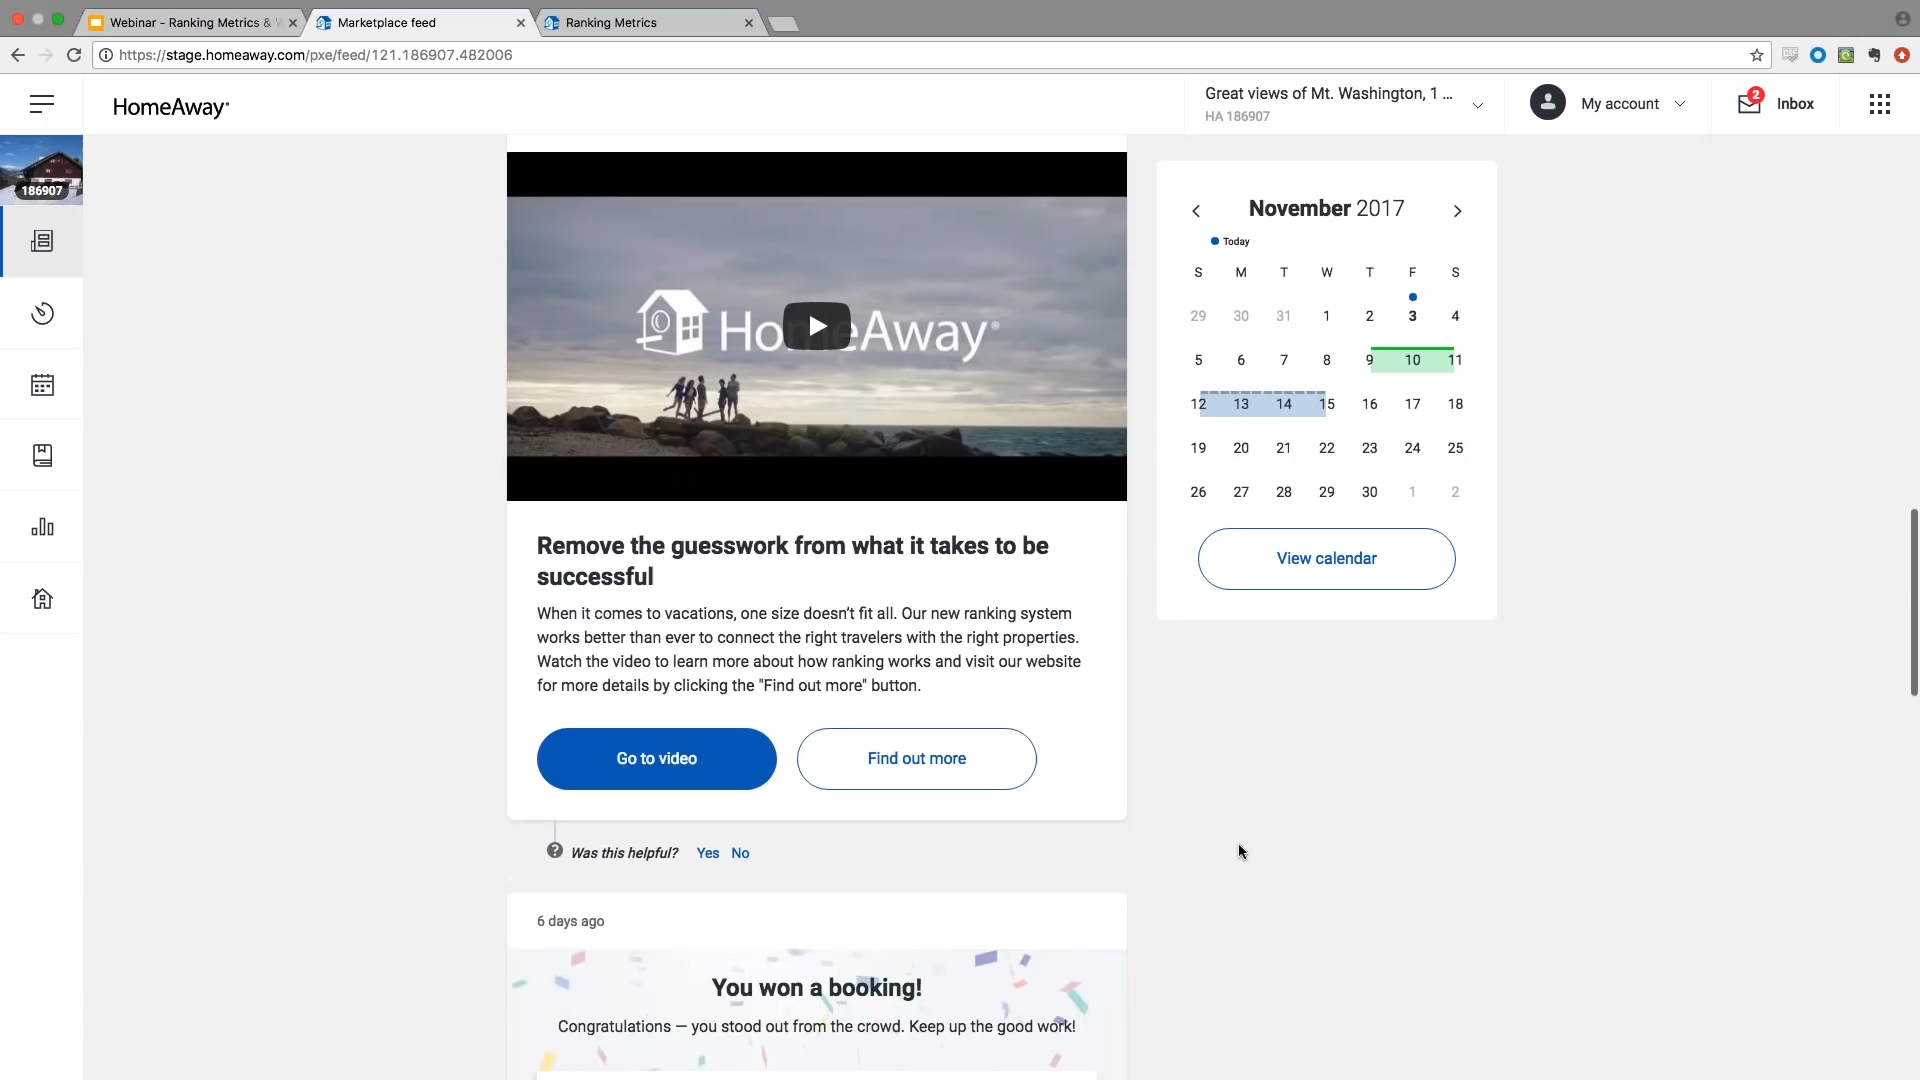 Webinar - Ranking Metrics &
Marketplace feed
Ranking Metrics
https://stage.homeaway.com/pxe/feed/121.186907.482006
HomeAway
Great views of Mt. Washington, 1 ...
HA 186907
My account
2
Inbox
186907
HomeAway®
Remove the guesswork from what it takes to be
successful
When it comes to vacations, one size doesn’t fit all. Our new ranking system
works better than ever to connect the right travelers with the right properties.
Watch the video to learn more about how ranking works and visit our website
for more details by clicking the "Find out more" button.
Go to video
Find out more
Was this helpful? Yes No
6 days ago
You won a booking!
Congratulations — you stood out from the crowd. Keep up the good work!
November 2017
Today
S M T W T F S
29 30 31 1 2 3 4
5 6 7 8 9 10 11
12 13 14 15 16 17 18
19 20 21 22 23 24 25
26 27 28 29 30 1 2
View calendar